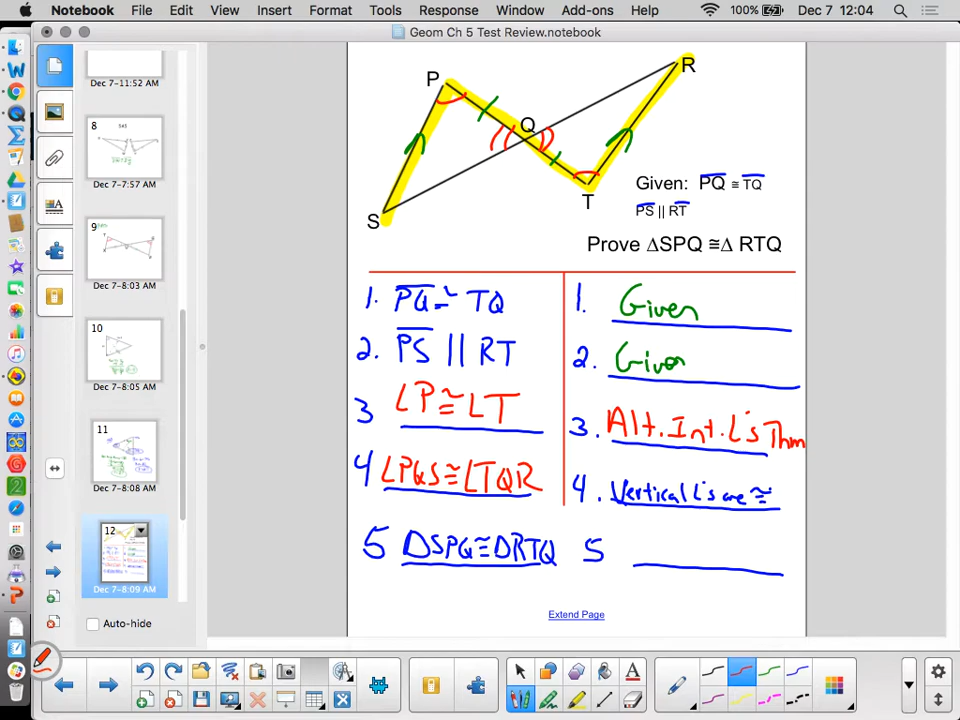 Notebook File Edit View Insert Format Tools Response Window Add-ons Help 100% Dec 7 12:04
Geom Ch 5 Test Review.notebook
Dec 7-11:52 AM
8
Dec 7-7:57 AM
9
Dec 7-8:03 AM
10
Dec 7-8:05 AM
11
Dec 7-8:08 AM
12
Dec 7-8:09 AM
Auto-hide
P
R
Q
S
T
Given: PQ ≅ TQ
PS || RT
Prove ΔSPQ ≅Δ RTQ
1. PQ ≅ TQ 1. Given
2. PS || RT 2. Given
3 ∠P ≅ ∠T 3. Alt. Int. ∠'s Thm
4 ∠PQS ≅ ∠TQR 4. Vertical ∠'s are ≅
5 ΔSPQ ≅ ΔRTQ 5
Extend Page